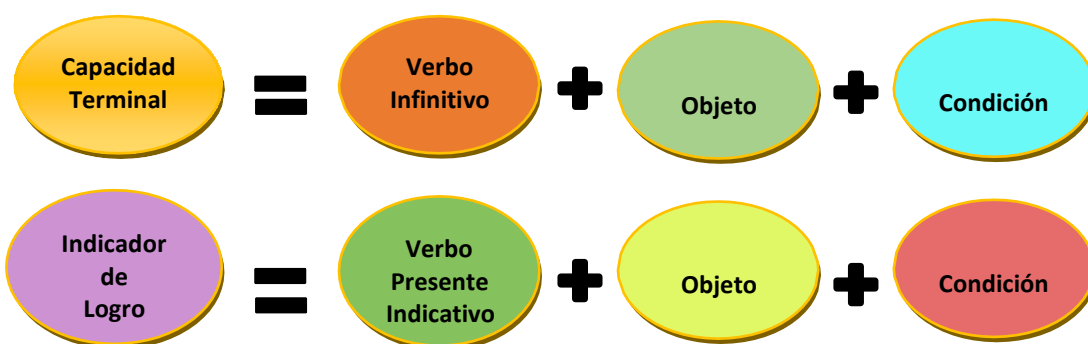 Capacidad
Terminal
=
Verbo
Infinitivo
+
Objeto
+
Condición
Indicador
de
Logro
=
Verbo
Presente
Indicativo
+
Objeto
+
Condición